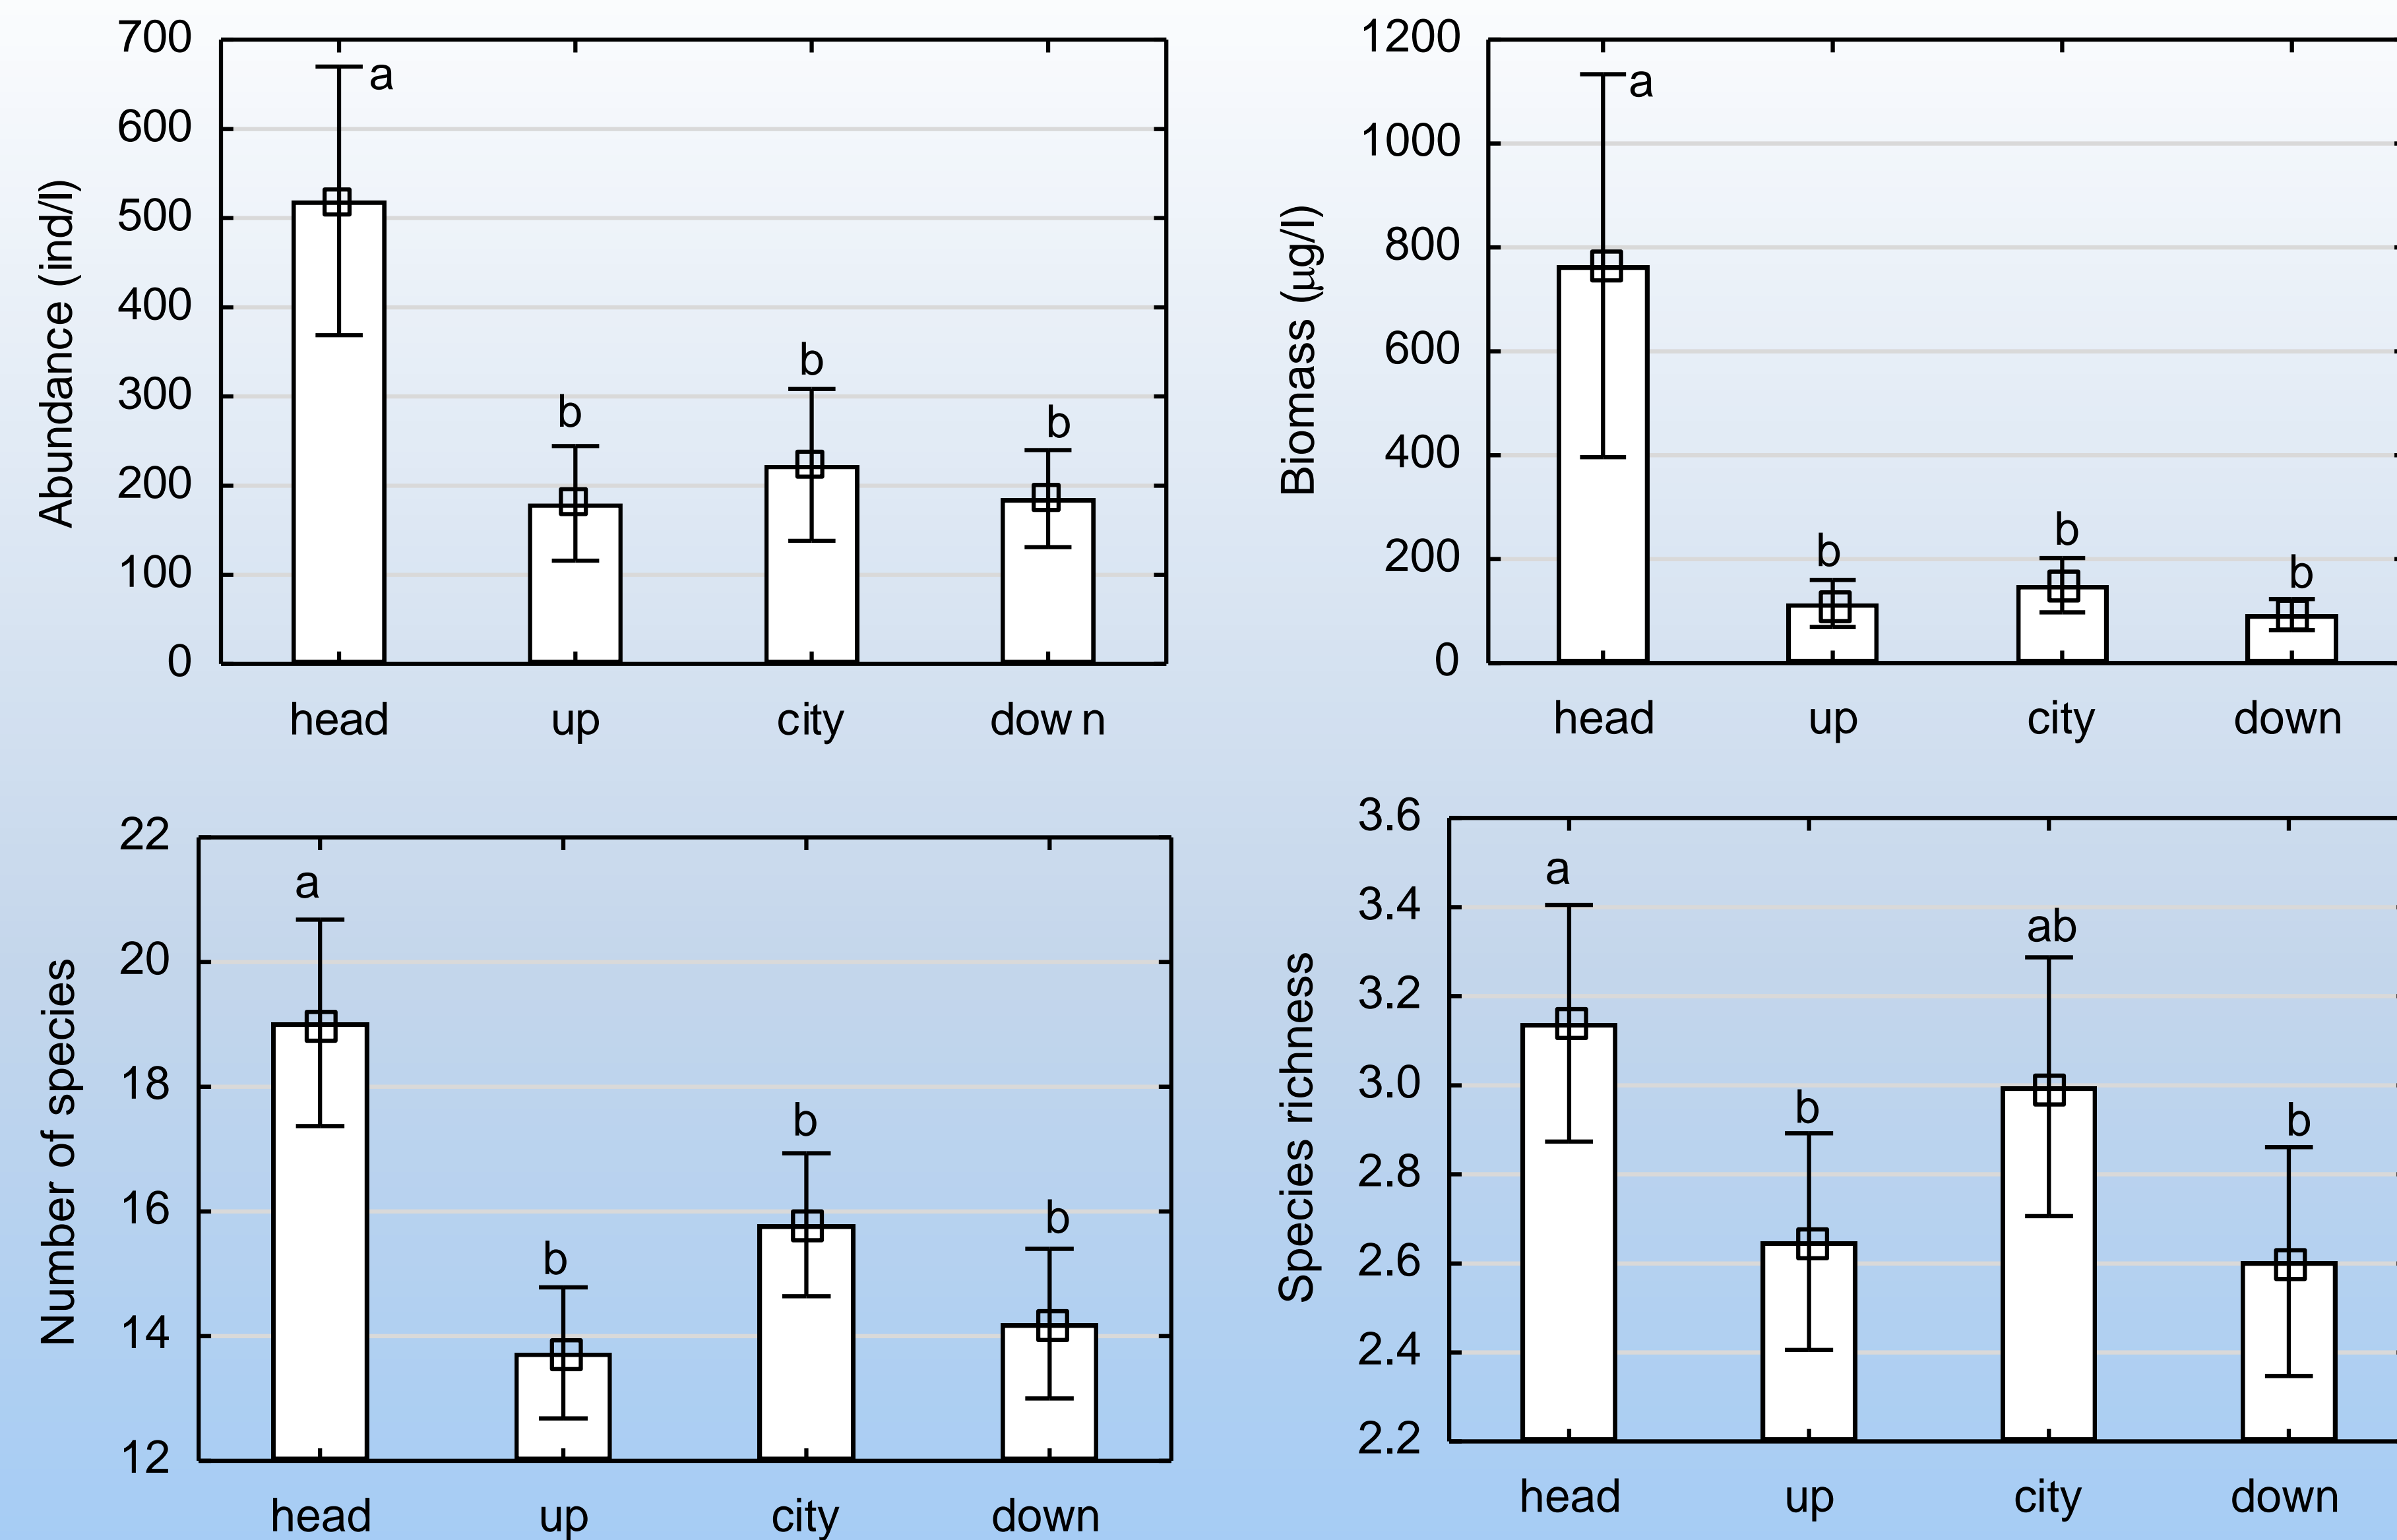 Abundance (ind/l)
700
600
500
400
300
200
100
0
a
b
b
b
head up city dow n
Biomass (µg/l)
1200
1000
800
600
400
200
0
a
b
b
b
head up city down
Number of species
22
20
18
16
14
12
a
b
b
b
head up city down
Species richness
3.6
3.4
3.2
3.0
2.8
2.6
2.4
2.2
a
b
ab
b
head up city down